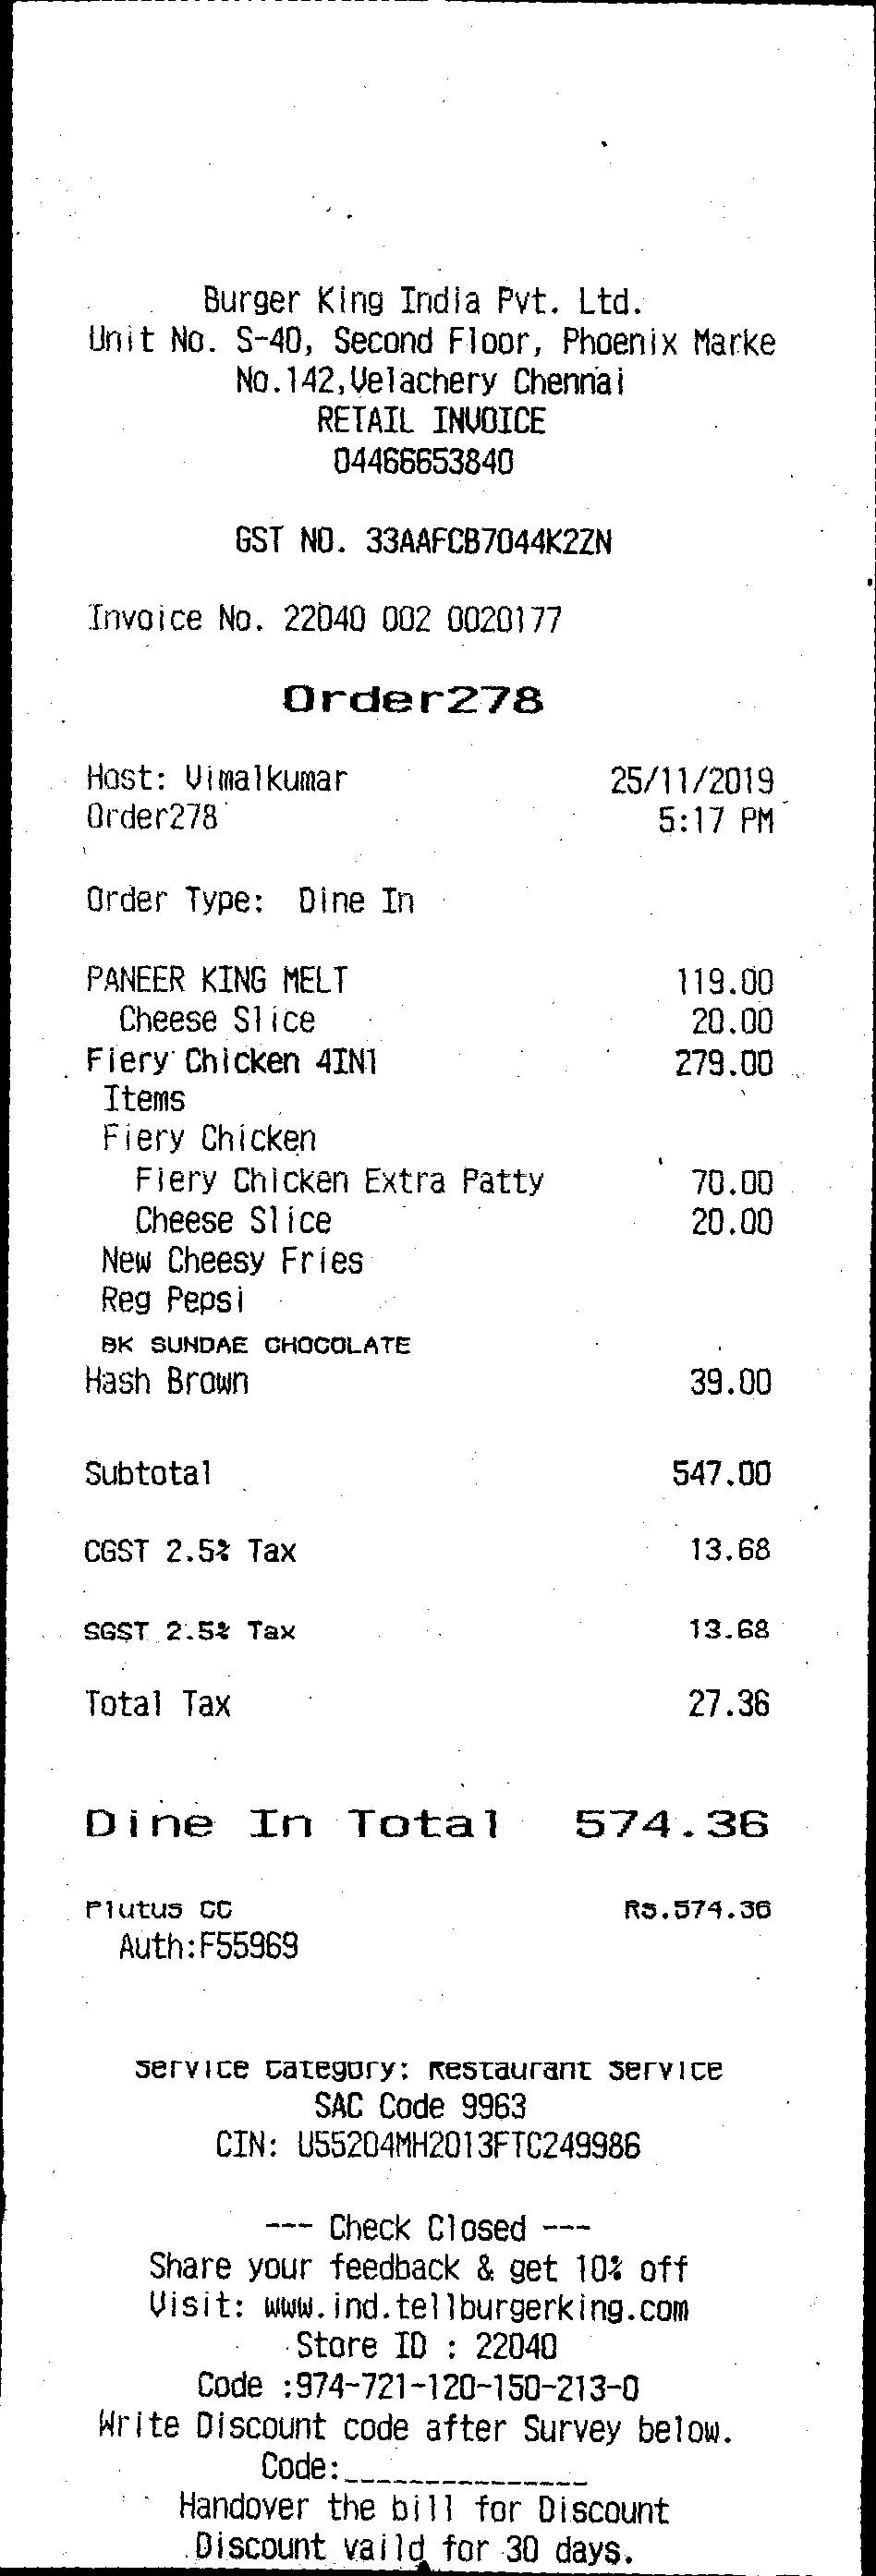 Burger King India Pvt. Ltd.
Unit No. S-40, Second Floor, Phoenix Marke
No.142,Velachery Chennai
RETAIL INVOICE
04466653840
GST NO. 33AAFCB7044K2ZN
Invoice No. 22040 002 0020177
Order278
Host: Vimalkumar 25/11/2019
Order278 5:17 PM
Order Type: Dine In
PANEER KING MELT 119.00
Cheese Slice 20.00
Fiery Chicken 4IN1 279.00
Items
Fiery Chicken
Fiery Chicken Extra Patty 70.00
Cheese Slice 20.00
New Cheesy Fries
Reg Pepsi
BK SUNDAE CHOCOLATE
Hash Brown 39.00
Subtotal 547.00
CGST 2.5% Tax 13.68
SGST 2.5% Tax 13.68
Total Tax 27.36
Dine In Total 574.36
Plutus CC Rs.574.36
Auth:F55969
Service Category: Restaurant Service
SAC Code 9963
CIN: U55204MH2013FTC249986
--- Check Closed ---
Share your feedback & get 10% off
Visit: www.ind.tellburgerking.com
Store ID : 22040
Code :974-721-120-150-213-0
Write Discount code after Survey below.
Code:_______________
Handover the bill for Discount
Discount vaild for 30 days.